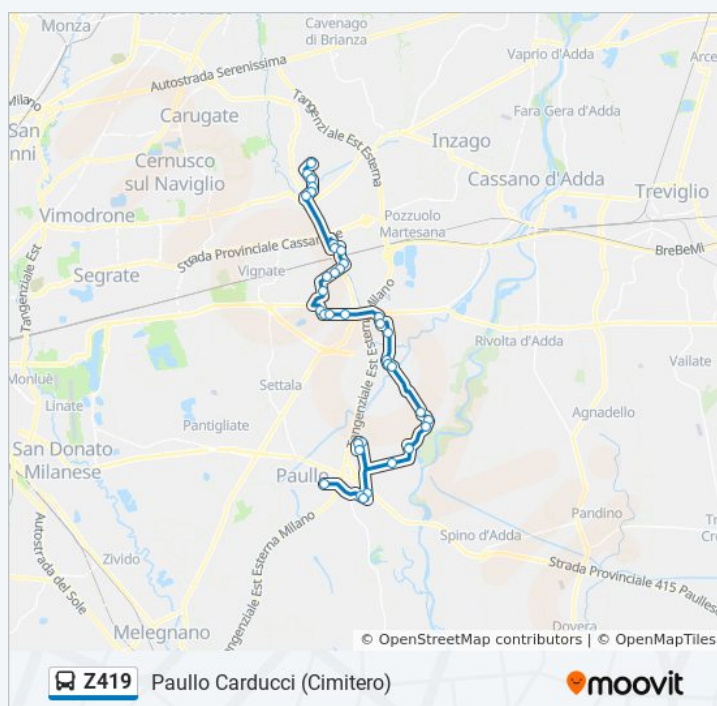 Monza
Cavenago
di Brianza
Vaprio d'Adda
Arce
Autostrada Serenissima
Milano
Carugate
Tangenziale Est Esterna
Fara Gera d'Adda
San
nni
Inzago
Cernusco
sul Naviglio
Cassano d'Adda
Treviglio
Vimodrone
Pozzuolo
Martesana
Strada Provinciale Cassan
se
BreBeMi
Tangenziale Est
Segrate
Vignate
Tangenziale Est Esterna Milano
Rivolta d'Adda
Vailate
Monluè
Settala
Linate
Agnadello
Pantigliate
San Donato
Milanese
Paullo
Pandino
Autostrada del Sole
Spino d'Adda
Tangenziale Est Esterna Milano
Cru
Zivido
Strada Provinciale 415 Paulles
Melegnano
Dovera
© OpenStreetMap contributors | © OpenMapTiles
Z419 Paullo Carducci (Cimitero)
moovit